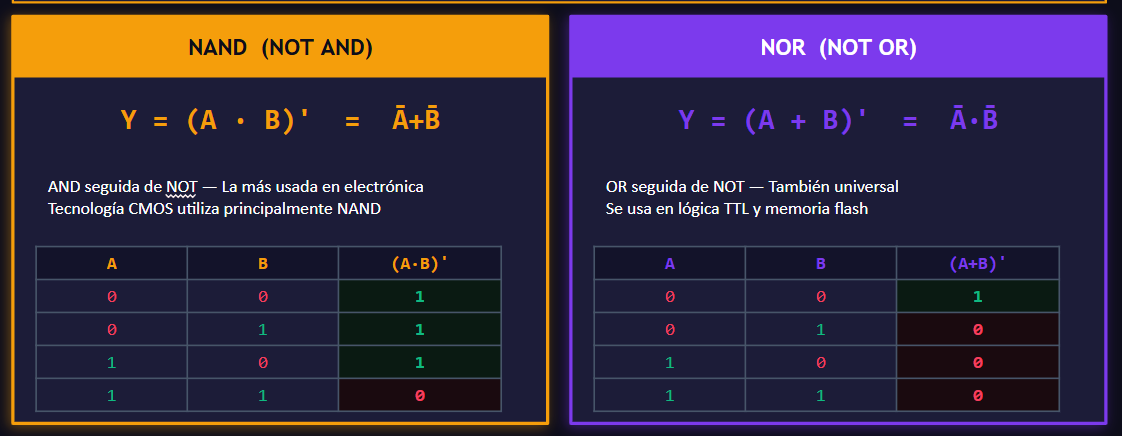 NAND (NOT AND)
Y = (A · B)' = Ā+B̄
AND seguida de NOT — La más usada en electrónica
Tecnología CMOS utiliza principalmente NAND
A B (A·B)'
0 0 1
0 1 1
1 0 1
1 1 0
NOR (NOT OR)
Y = (A + B)' = Ā·B̄
OR seguida de NOT — También universal
Se usa en lógica TTL y memoria flash
A B (A+B)'
0 0 1
0 1 0
1 0 0
1 1 0